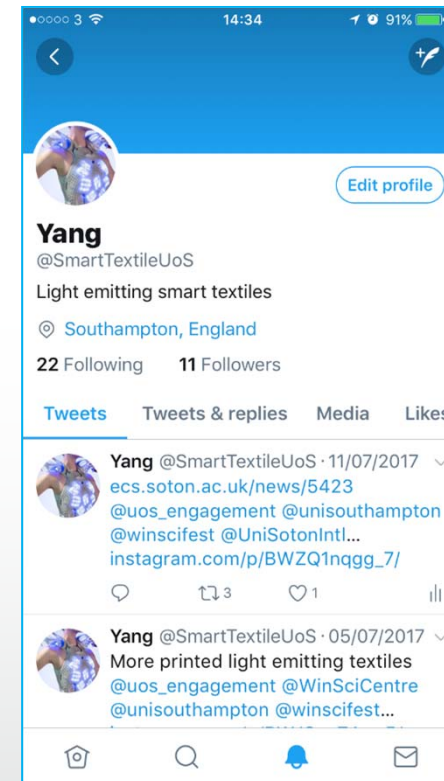 3 14:34 91%
Edit profile
Yang
@SmartTextileUoS
Light emitting smart textiles
Southampton, England
22 Following 11 Followers
Tweets Tweets & replies Media Likes
Yang @SmartTextileUoS · 11/07/2017
ecs.soton.ac.uk/news/5423
@uos_engagement @unisouthampton
@winscifest @UniSotonIntl...
instagram.com/p/BWZQ1nqgg_7/
3 1
Yang @SmartTextileUoS · 05/07/2017
More printed light emitting textiles
@uos_engagement @WinSciCentre
@unisouthampton @winscifest...